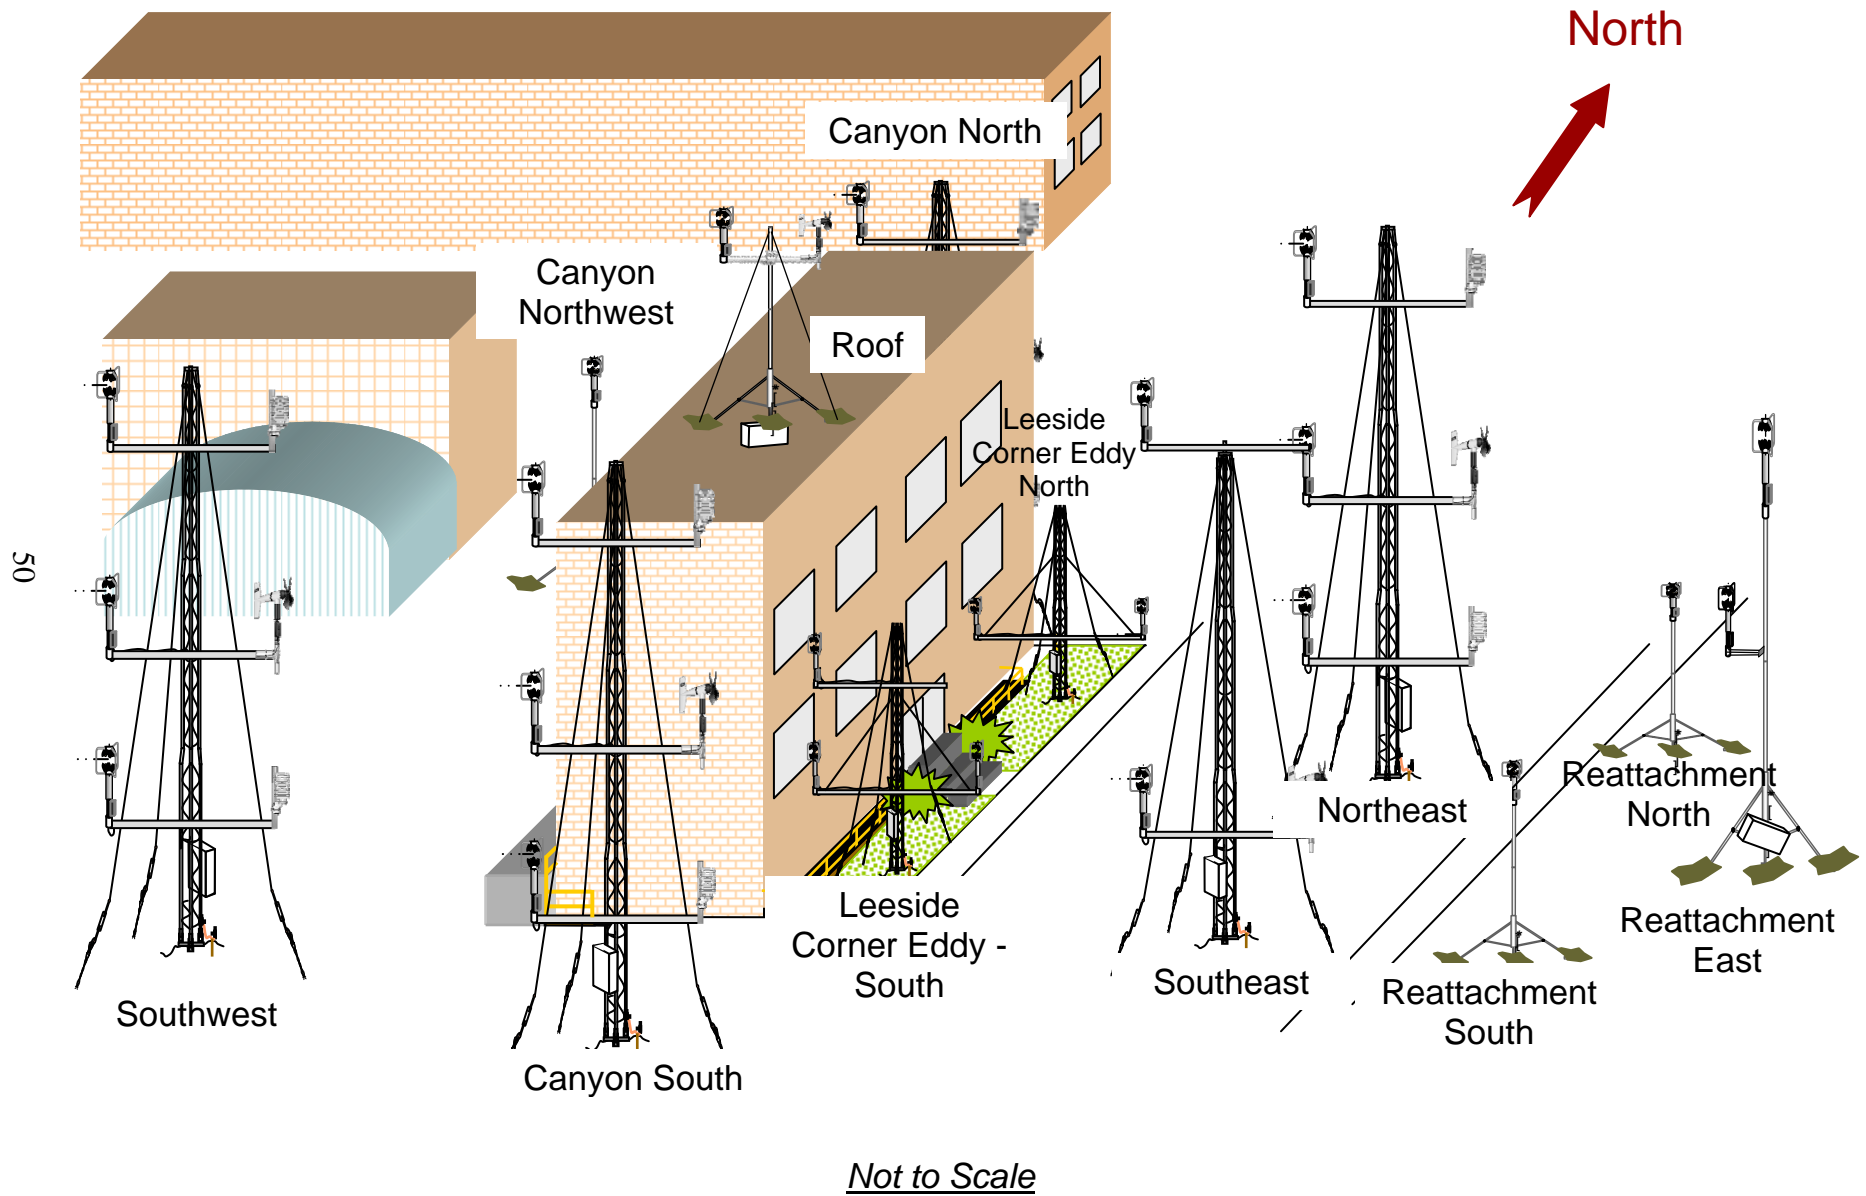 North
Canyon North
Canyon
Northwest
Roof
Leeside
Corner Eddy
North
50
Northeast
Reattachment
North
Leeside
Corner Eddy -
South
Southeast
Reattachment
East
Reattachment
South
Southwest
Canyon South
Not to Scale